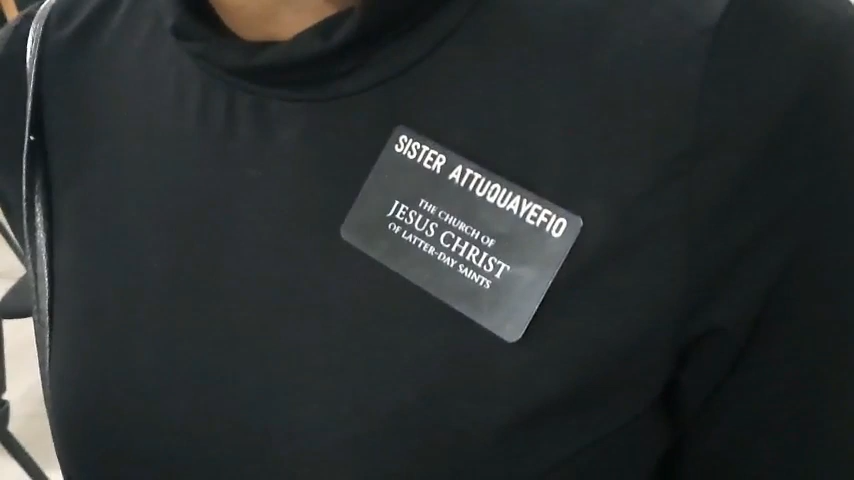 SISTER ATTUQUAYEFIO
THE CHURCH OF
JESUS CHRIST
OF LATTER-DAY SAINTS